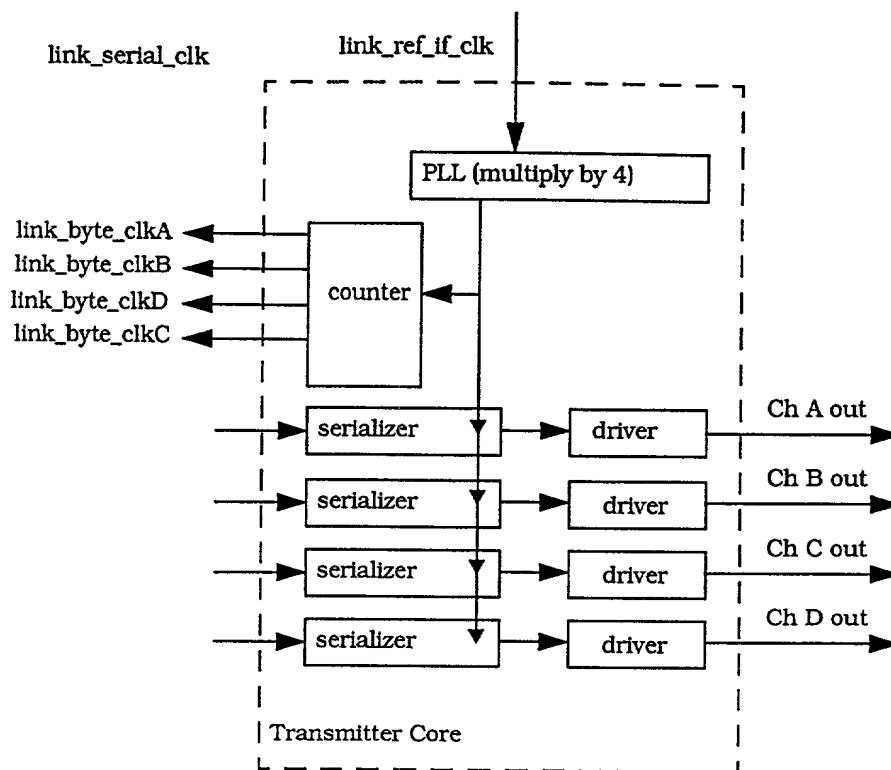 link_serial_clk
link_ref_if_clk
PLL (multiply by 4)
link_byte_clkA
link_byte_clkB
link_byte_clkD
link_byte_clkC
counter
serializer
driver
Ch A out
serializer
driver
Ch B out
serializer
driver
Ch C out
serializer
driver
Ch D out
Transmitter Core